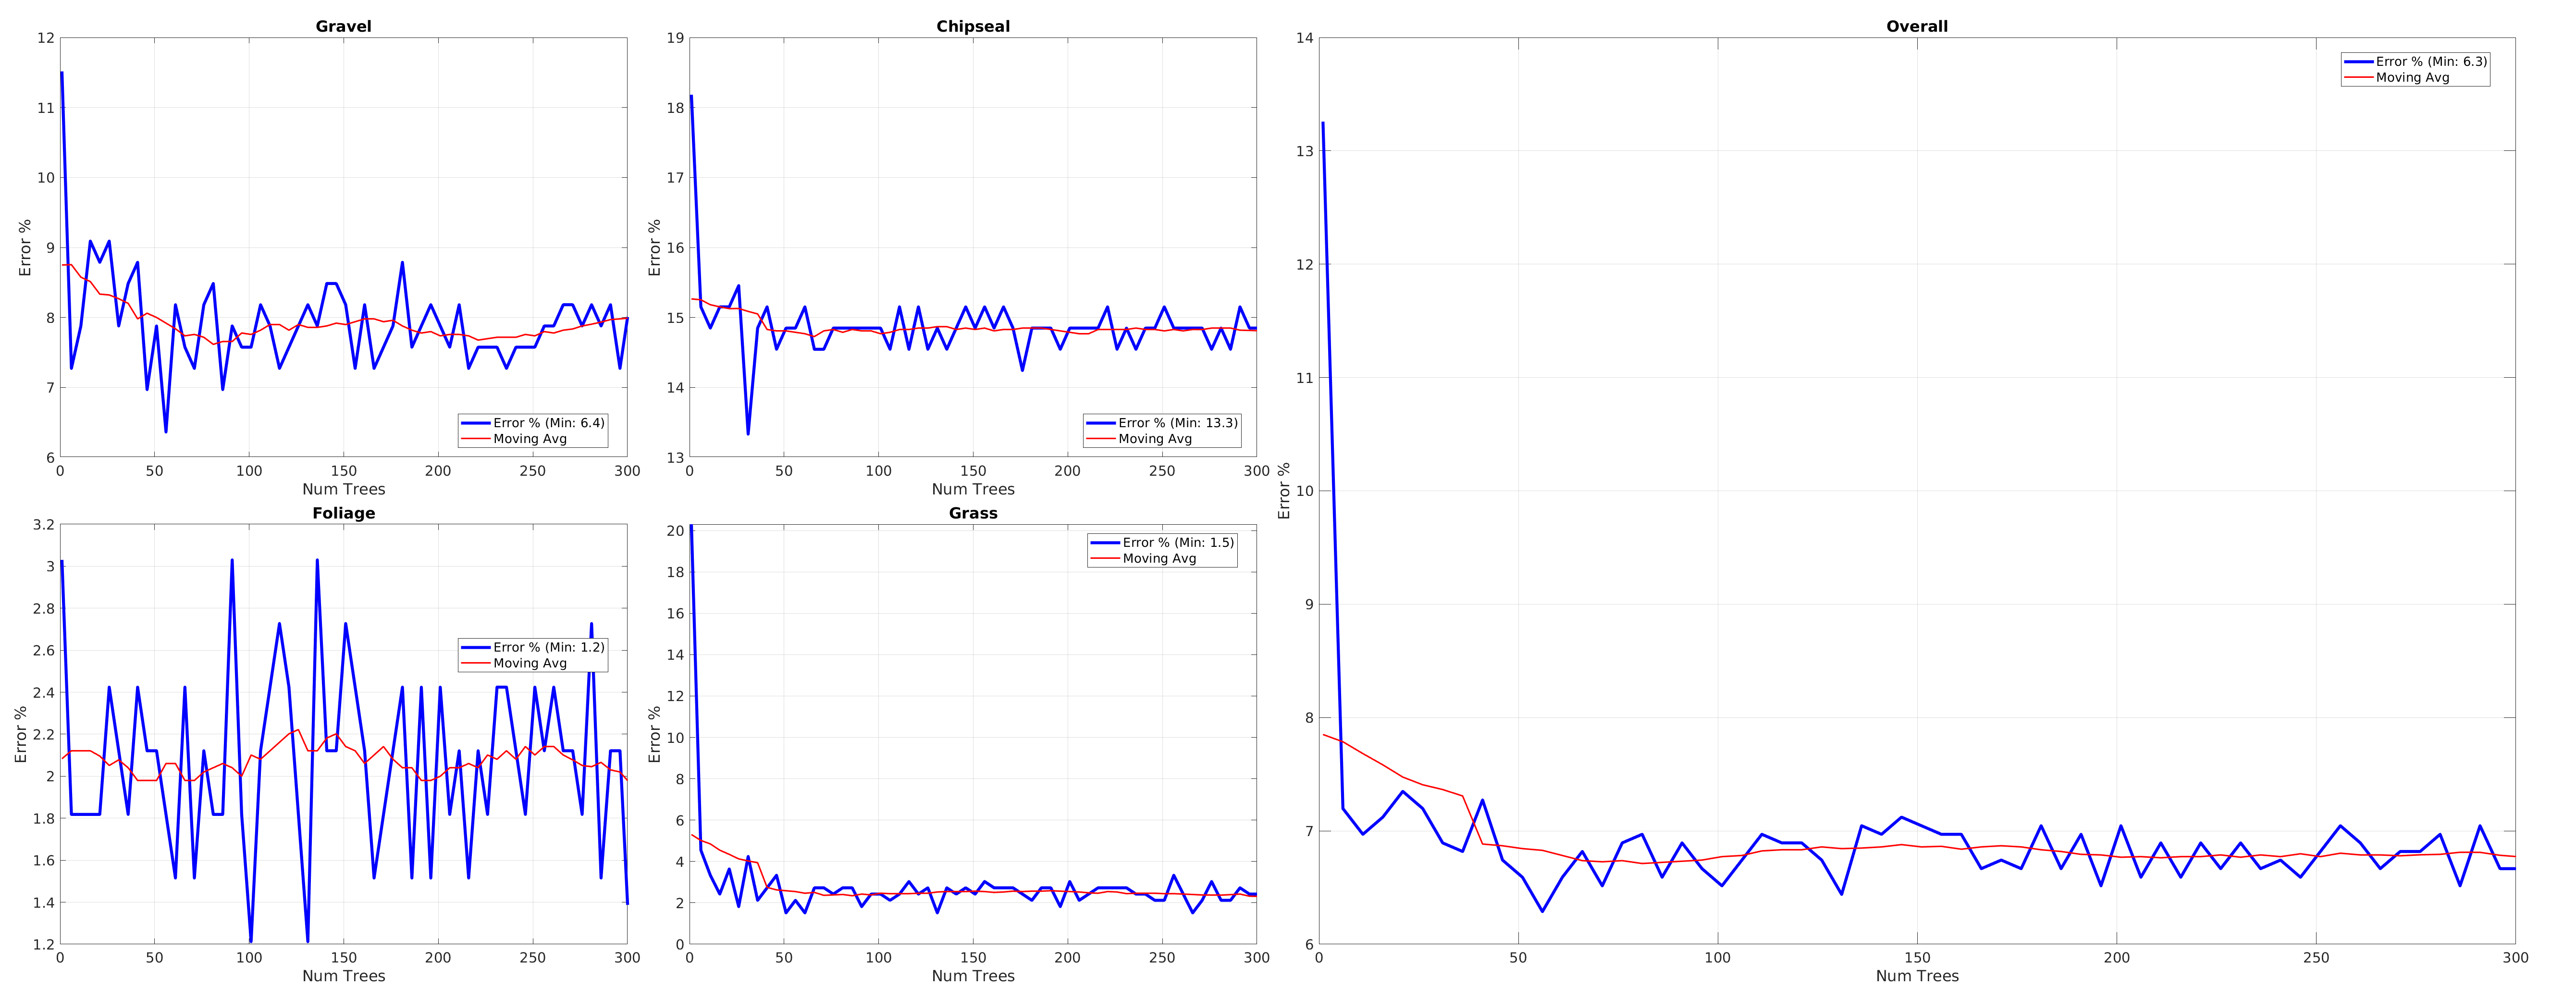 Gravel
12
11
10
9
8
7
6
Error %
0 50 100 150 200 250 300
Num Trees
Error % (Min: 6.4)
Moving Avg
Chipseal
19
18
17
16
15
14
13
Error %
0 50 100 150 200 250 300
Num Trees
Error % (Min: 13.3)
Moving Avg
Foliage
3.2
3
2.8
2.6
2.4
2.2
2
1.8
1.6
1.4
1.2
Error %
0 50 100 150 200 250 300
Num Trees
Error % (Min: 1.2)
Moving Avg
Grass
20
18
16
14
12
10
8
6
4
2
0
Error %
0 50 100 150 200 250 300
Num Trees
Error % (Min: 1.5)
Moving Avg
Overall
14
13
12
11
10
9
8
7
6
Error %
0 50 100 150 200 250 300
Num Trees
Error % (Min: 6.3)
Moving Avg